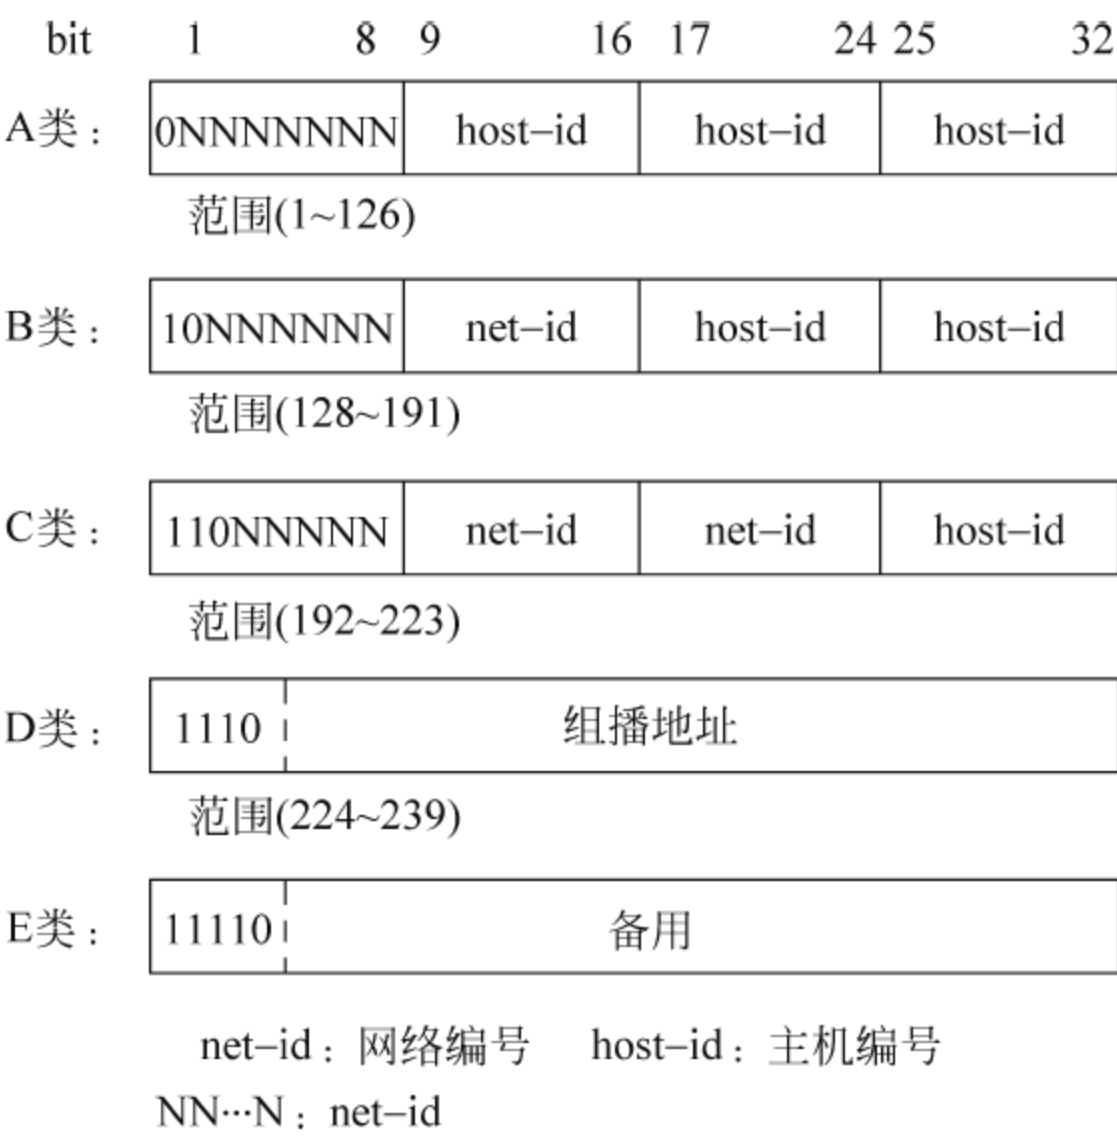 bit 1 8 9 16 17 24 25 32
A类： 0NNNNNNN host–id host–id host–id
范围(1~126)
B类： 10NNNNNN net–id host–id host–id
范围(128~191)
C类： 110NNNNN net–id net–id host–id
范围(192~223)
D类： 1110 组播地址
范围(224~239)
E类： 11110 备用
net–id：网络编号 host–id：主机编号
NN···N：net–id